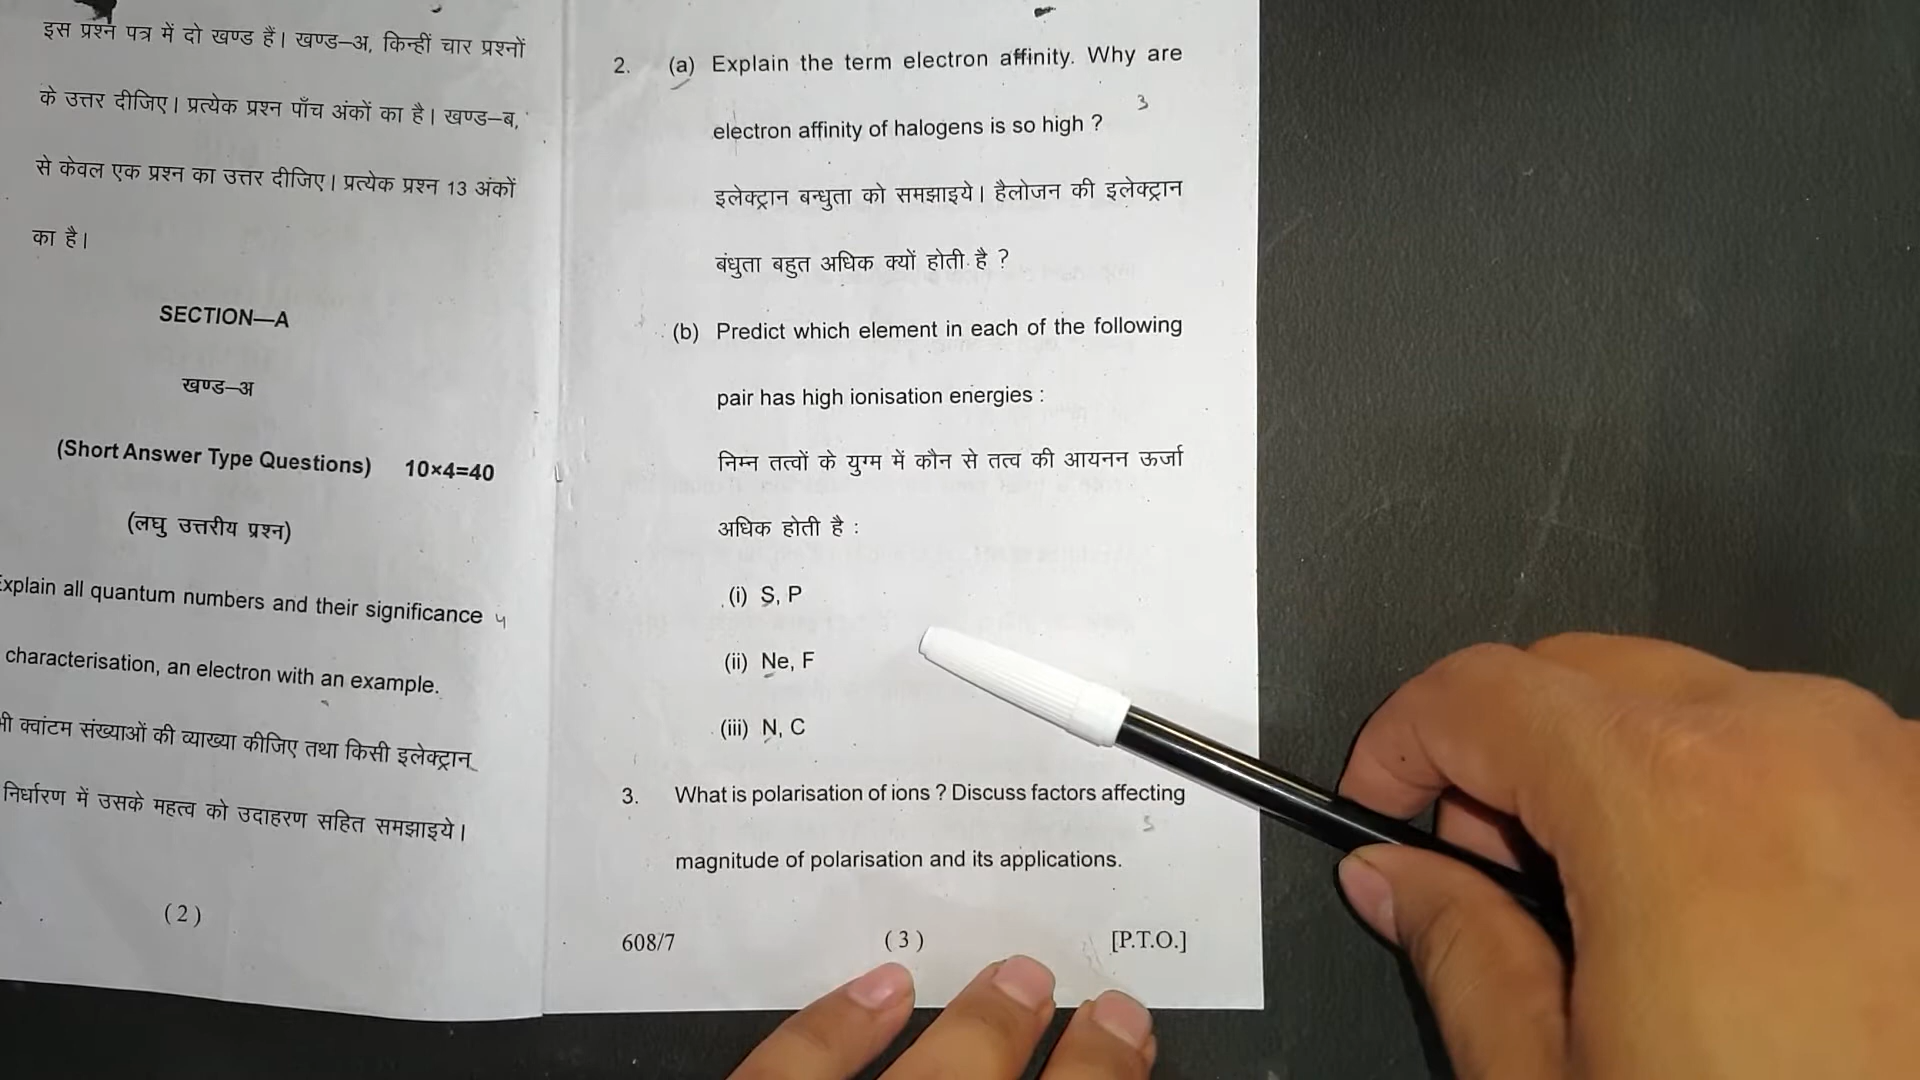 इस प्रश्न पत्र में दो खण्ड हैं। खण्ड–अ, किन्हीं चार प्रश्नों
के उत्तर दीजिए। प्रत्येक प्रश्न पाँच अंकों का है। खण्ड–ब,
से केवल एक प्रश्न का उत्तर दीजिए। प्रत्येक प्रश्न 13 अंकों
का है।
SECTION—A
खण्ड–अ
(Short Answer Type Questions) 10×4=40
(लघु उत्तरीय प्रश्न)
Explain all quantum numbers and their significance 4
characterisation, an electron with an example.
क्वांटम संख्याओं की व्याख्या कीजिए तथा किसी इलेक्ट्रान
निर्धारण में उसके महत्व को उदाहरण सहित समझाइये।
(2)
2. (a) Explain the term electron affinity. Why are
3
electron affinity of halogens is so high ?
इलेक्ट्रान बन्धुता को समझाइये। हैलोजन की इलेक्ट्रान
बंधुता बहुत अधिक क्यों होती है ?
(b) Predict which element in each of the following
pair has high ionisation energies :
निम्न तत्वों के युग्म में कौन से तत्व की आयनन ऊर्जा
अधिक होती है :
(i) S, P
(ii) Ne, F
(iii) N, C
3. What is polarisation of ions ? Discuss factors affecting
5
magnitude of polarisation and its applications.
608/7 (3) [P.T.O.]